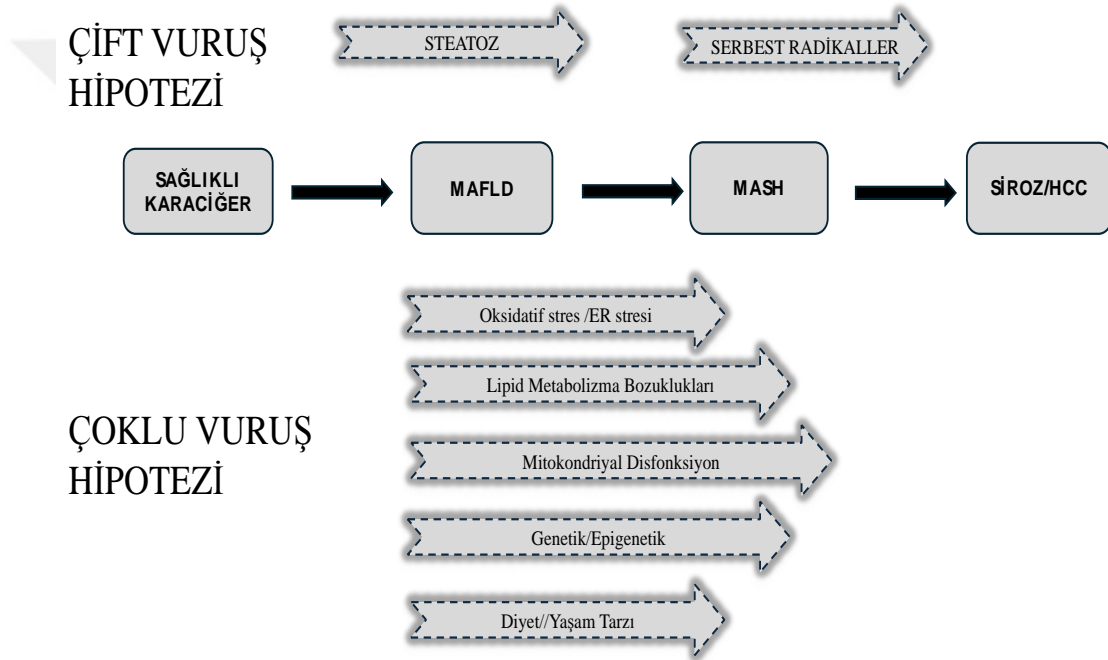 ÇİFT VURUŞ
HİPOTEZİ
STEATOZ
SERBEST RADİKALLER
SAĞLIKLI
KARACİĞER
MAFLD
MASH
SİROZ/HCC
Oksidatif stres /ER stresi
Lipid Metabolizma Bozuklukları
ÇOKLU VURUŞ
HİPOTEZİ
Mitokondriyal Disfonksiyon
Genetik/Epigenetik
Diyet//Yaşam Tarzı